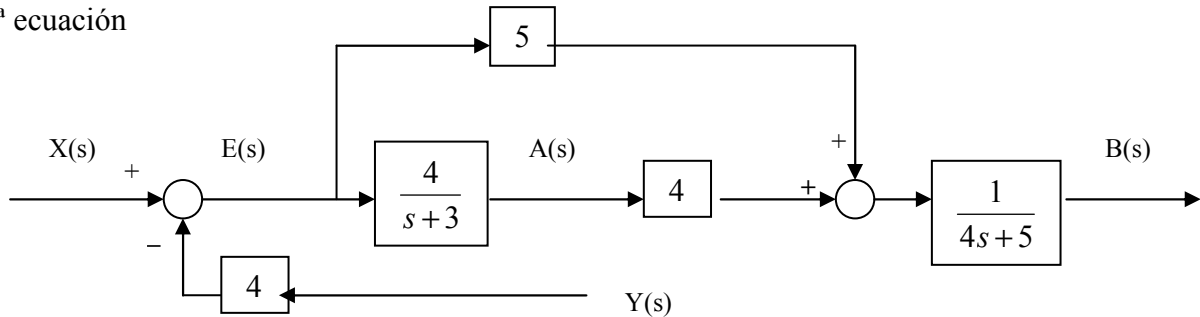 ª ecuación
5
X(s) + E(s) 4/(s+3) A(s) 4 + + 1/(4s+5) B(s)
− 4 Y(s)